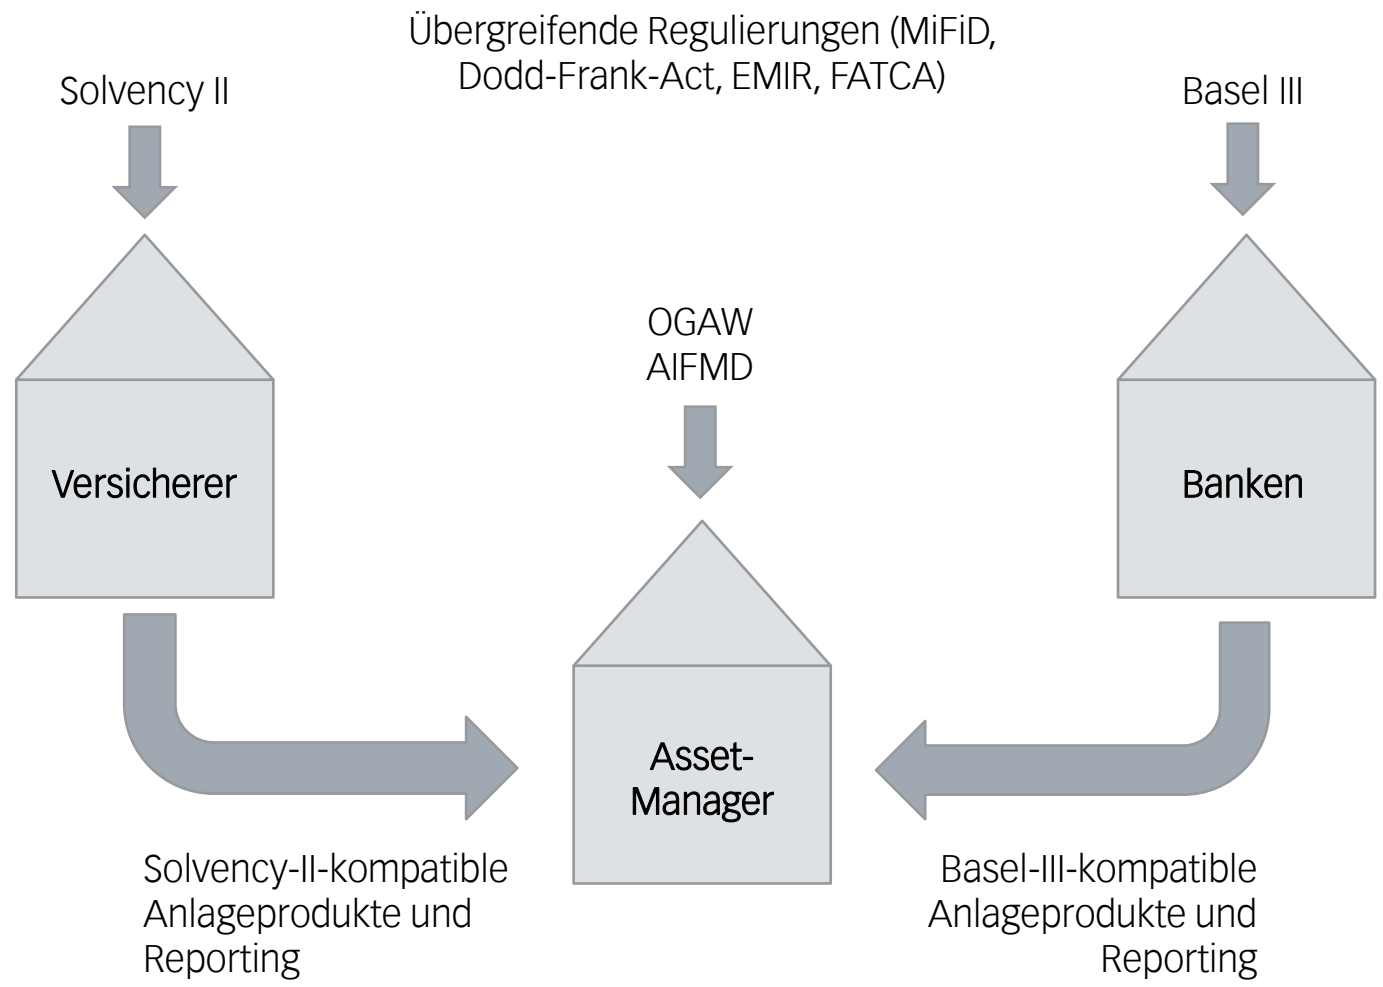 Übergreifende Regulierungen (MiFiD,
Dodd-Frank-Act, EMIR, FATCA)
Solvency II
Basel III
OGAW
AIFMD
Versicherer
Banken
Asset-
Manager
Solvency-II-kompatible
Anlageprodukte und
Reporting
Basel-III-kompatible
Anlageprodukte und
Reporting